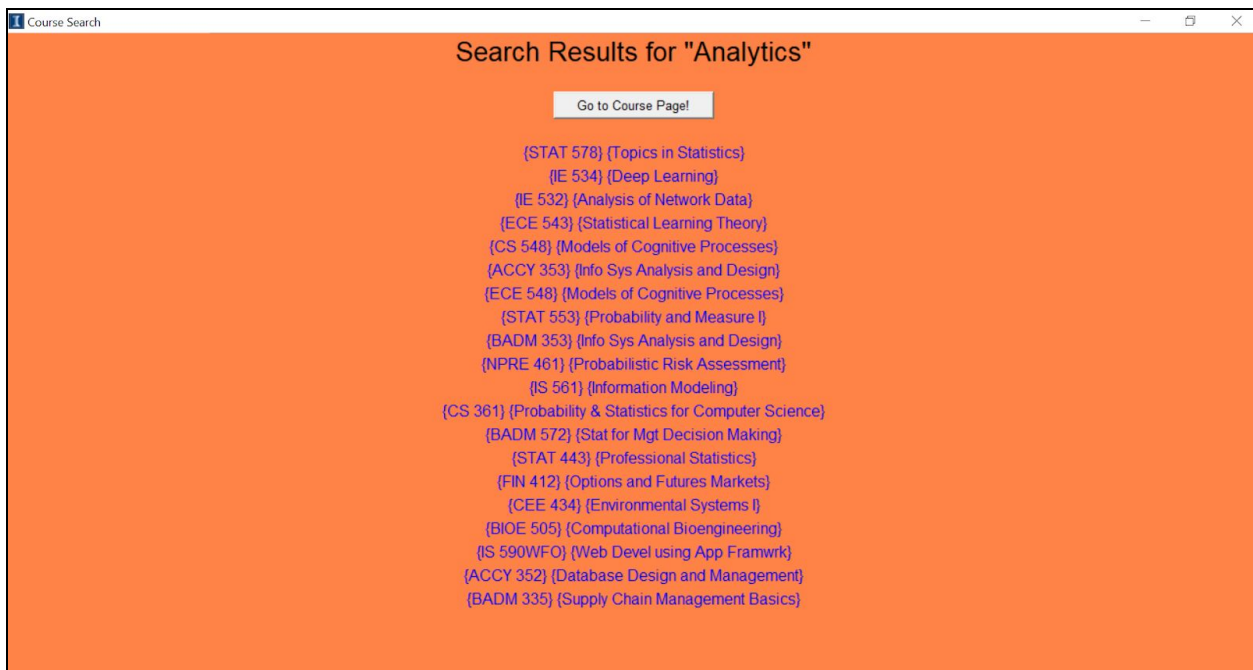 Course Search
Search Results for "Analytics"
Go to Course Page!
{STAT 578} {Topics in Statistics}
{IE 534} {Deep Learning}
{IE 532} {Analysis of Network Data}
{ECE 543} {Statistical Learning Theory}
{CS 548} {Models of Cognitive Processes}
{ACCY 353} {Info Sys Analysis and Design}
{ECE 548} {Models of Cognitive Processes}
{STAT 553} {Probability and Measure I}
{BADM 353} {Info Sys Analysis and Design}
{NPRE 461} {Probabilistic Risk Assessment}
{IS 561} {Information Modeling}
{CS 361} {Probability & Statistics for Computer Science}
{BADM 572} {Stat for Mgt Decision Making}
{STAT 443} {Professional Statistics}
{FIN 412} {Options and Futures Markets}
{CEE 434} {Environmental Systems I}
{BIOE 505} {Computational Bioengineering}
{IS 590WFO} {Web Devel using App Framwrk}
{ACCY 352} {Database Design and Management}
{BADM 335} {Supply Chain Management Basics}